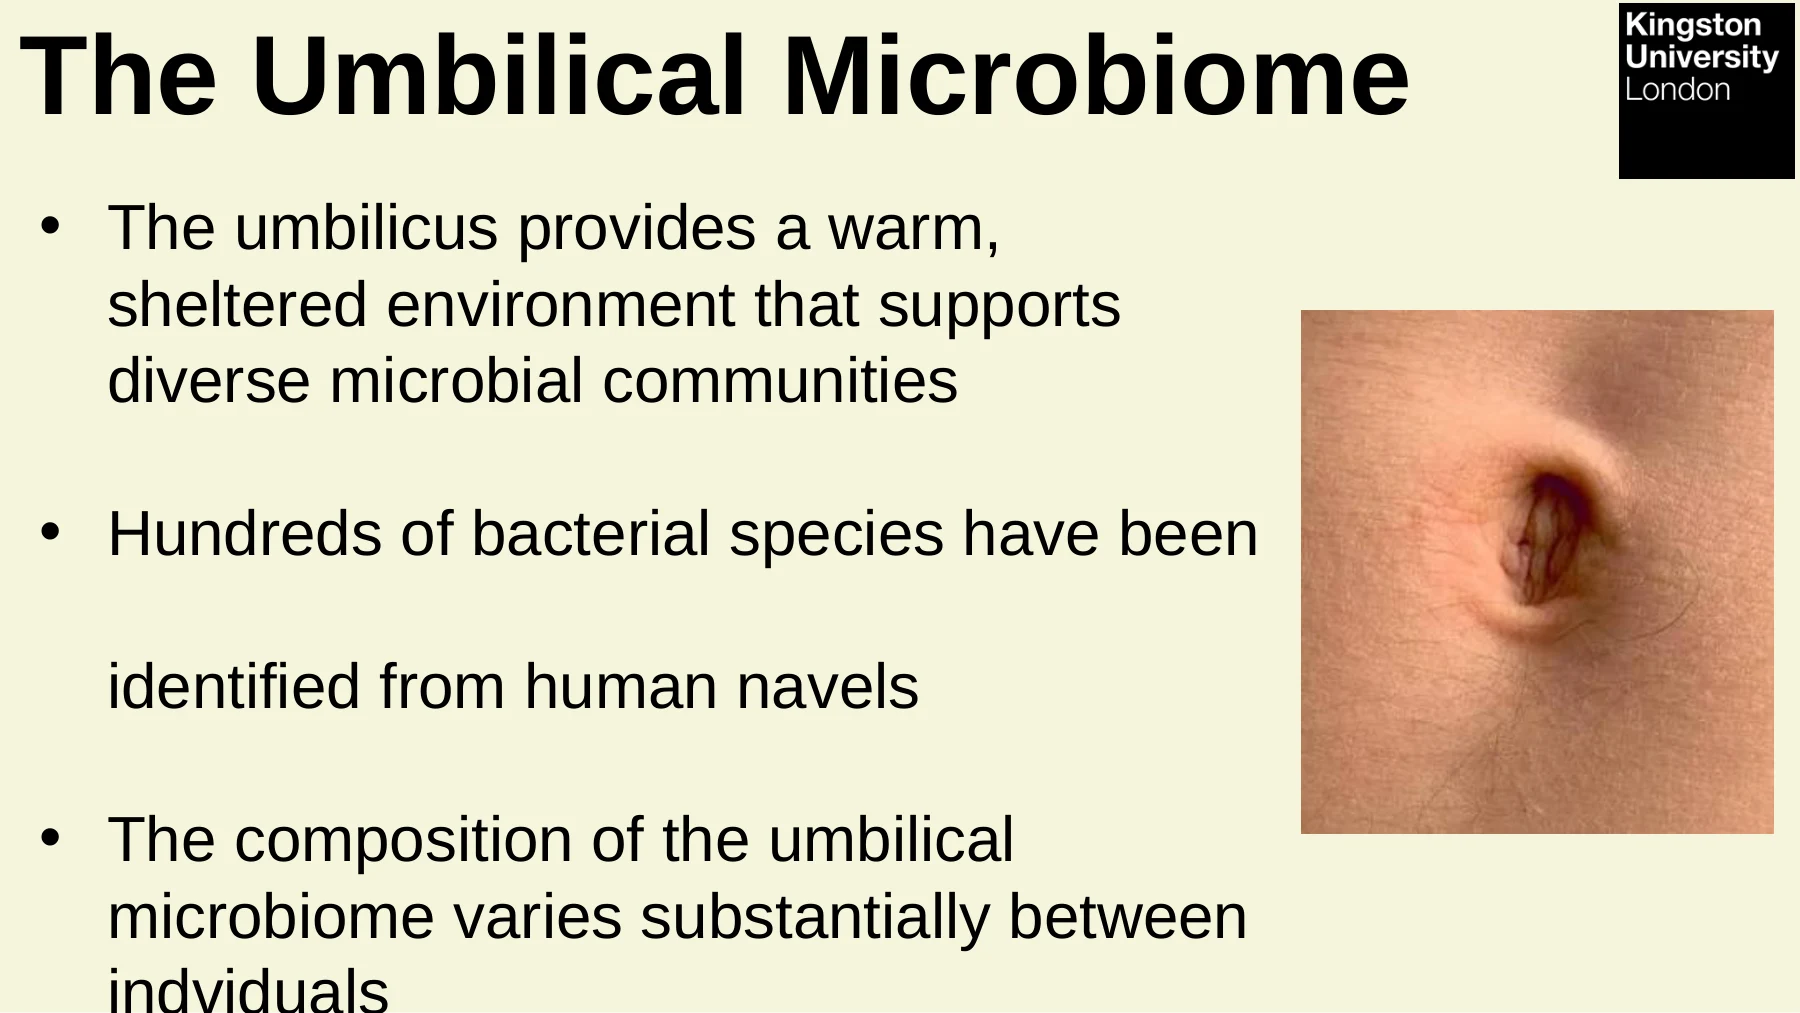 The Umbilical Microbiome
Kingston
University
London
• The umbilicus provides a warm,
sheltered environment that supports
diverse microbial communities
• Hundreds of bacterial species have been
identified from human navels
• The composition of the umbilical
microbiome varies substantially between
indviduals